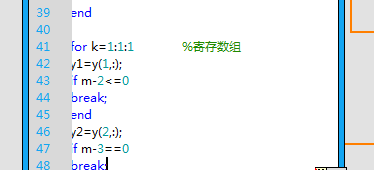 39 end
40
41 for k=1:1:1 %寄存数组
42 y1=y(1,:);
43 if m-2<=0
44 break;
45 end
46 y2=y(2,:);
47 if m-3==0
48 break;